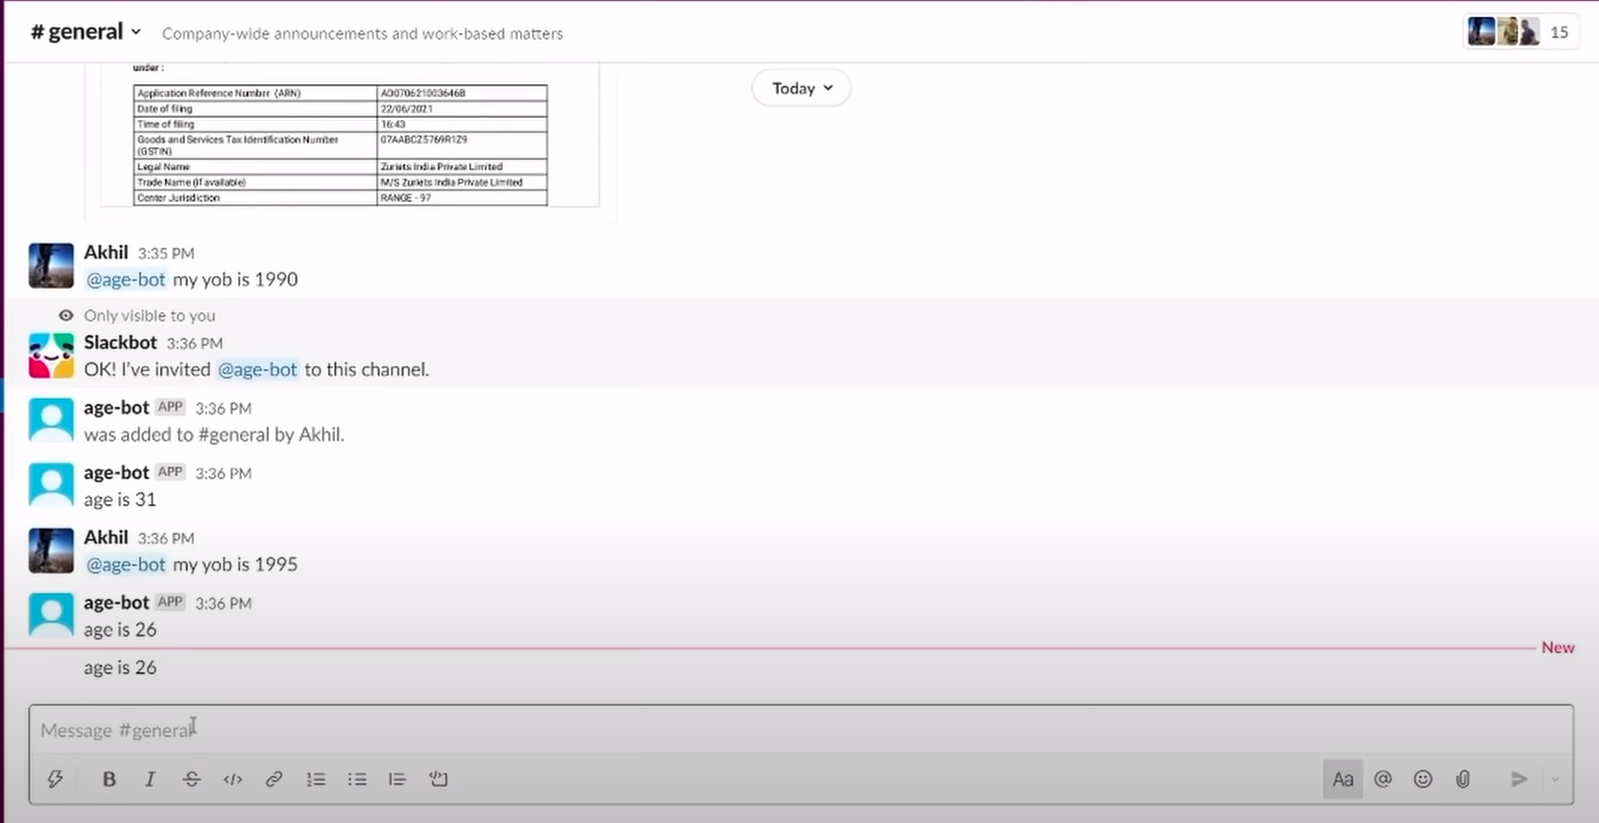 # general
Company-wide announcements and work-based matters
15
under :
Today
Application Reference Number (ARN) AD070621003646B
Date of filing 22/06/2021
Time of filing 16:43
Goods and Services Tax Identification Number (GSTIN) 07AABCZ5769R1Z9
Legal Name Zuriets India Private Limited
Trade Name (if available) M/S Zuriets India Private Limited
Center Jurisdiction RANGE - 97
Akhil 3:35 PM
@age-bot my yob is 1990
Only visible to you
Slackbot 3:36 PM
OK! I've invited @age-bot to this channel.
age-bot APP 3:36 PM
was added to #general by Akhil.
age-bot APP 3:36 PM
age is 31
Akhil 3:36 PM
@age-bot my yob is 1995
age-bot APP 3:36 PM
age is 26
New
age is 26
Message #general
B I S </> Aa @